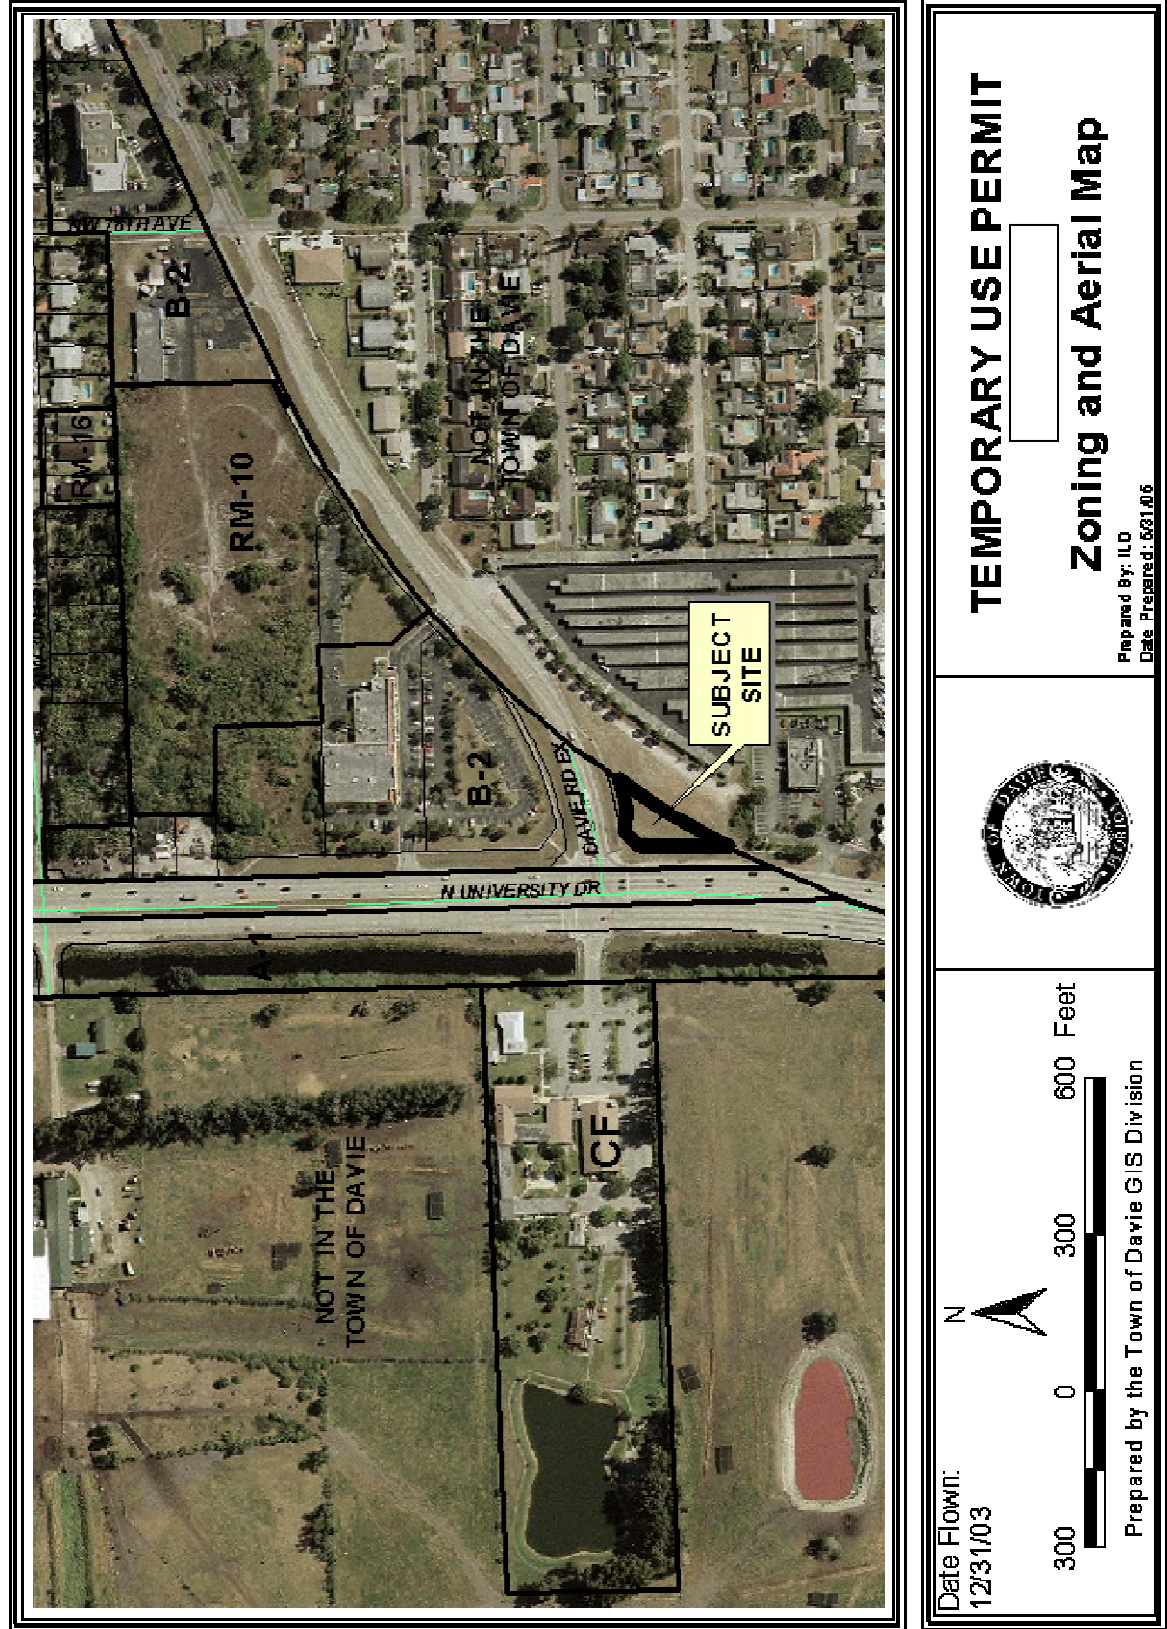 NW 76TH AVE
B-2
RM-16
RM-10
NOT IN THE
TOWN OF DAVIE
B-2
DAVIE RD EX
SUBJECT
SITE
N UNIVERSITY DR
A-1
NOT IN THE
TOWN OF DAVIE
CF
Date Flown:
12/31/03
N
300 0 300 600 Feet
Prepared by the Town of Davie GIS Division
TEMPORARY USE PERMIT
Zoning and Aerial Map
Prepared By: ILD
Date Prepared: 5/31/06